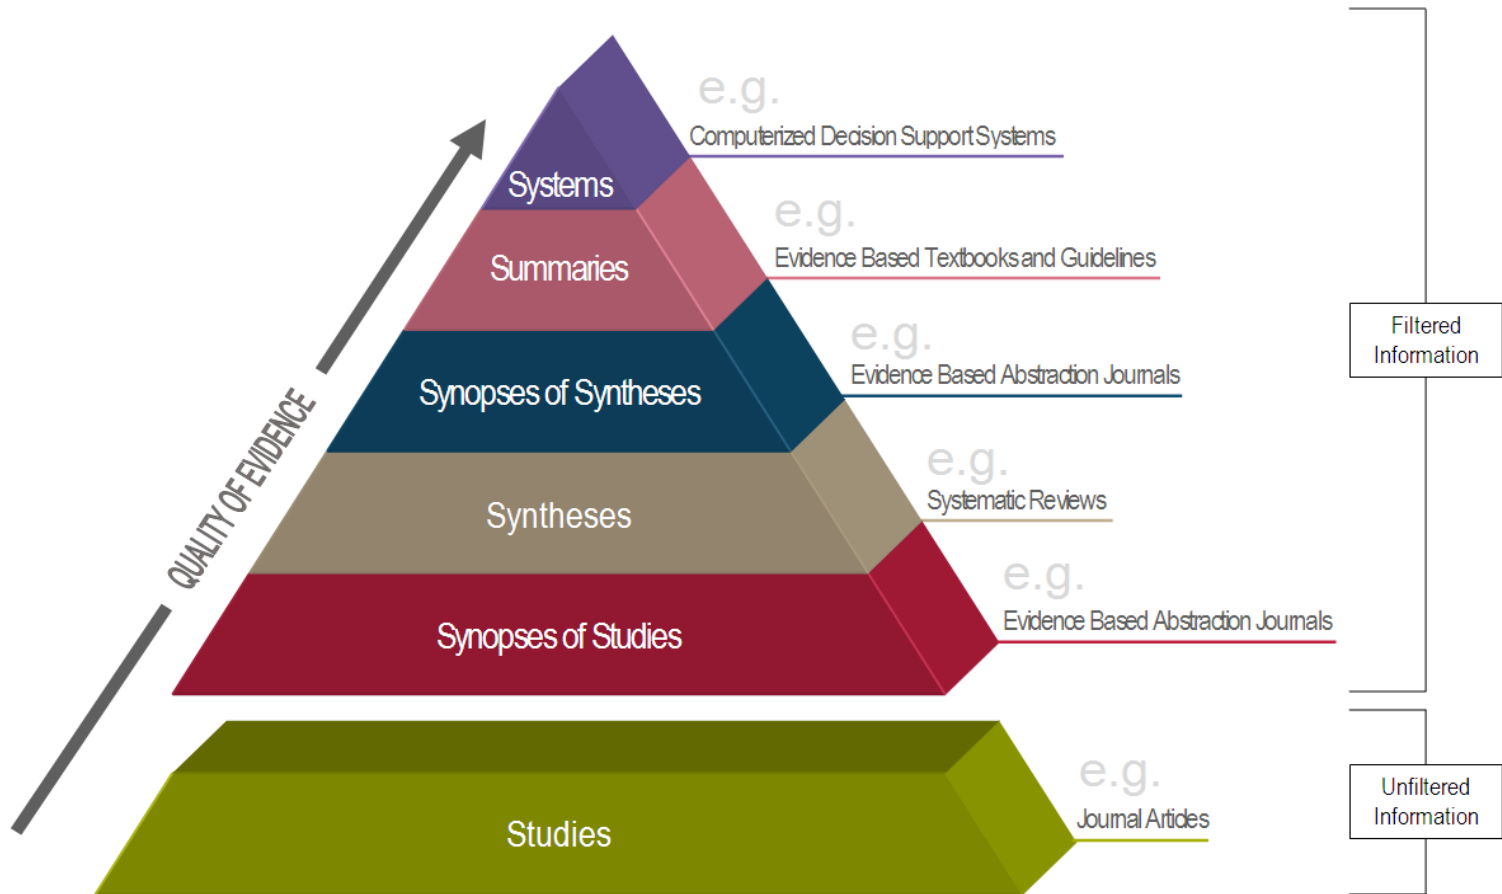 e.g.
Computerized Decision Support Systems
Systems
e.g.
Evidence Based Textbooks and Guidelines
Summaries
Filtered
Information
e.g.
Evidence Based Abstraction Journals
Synopses of Syntheses
QUALITY OF EVIDENCE
e.g.
Systematic Reviews
Syntheses
e.g.
Evidence Based Abstraction Journals
Synopses of Studies
e.g.
Journal Articles
Studies
Unfiltered
Information